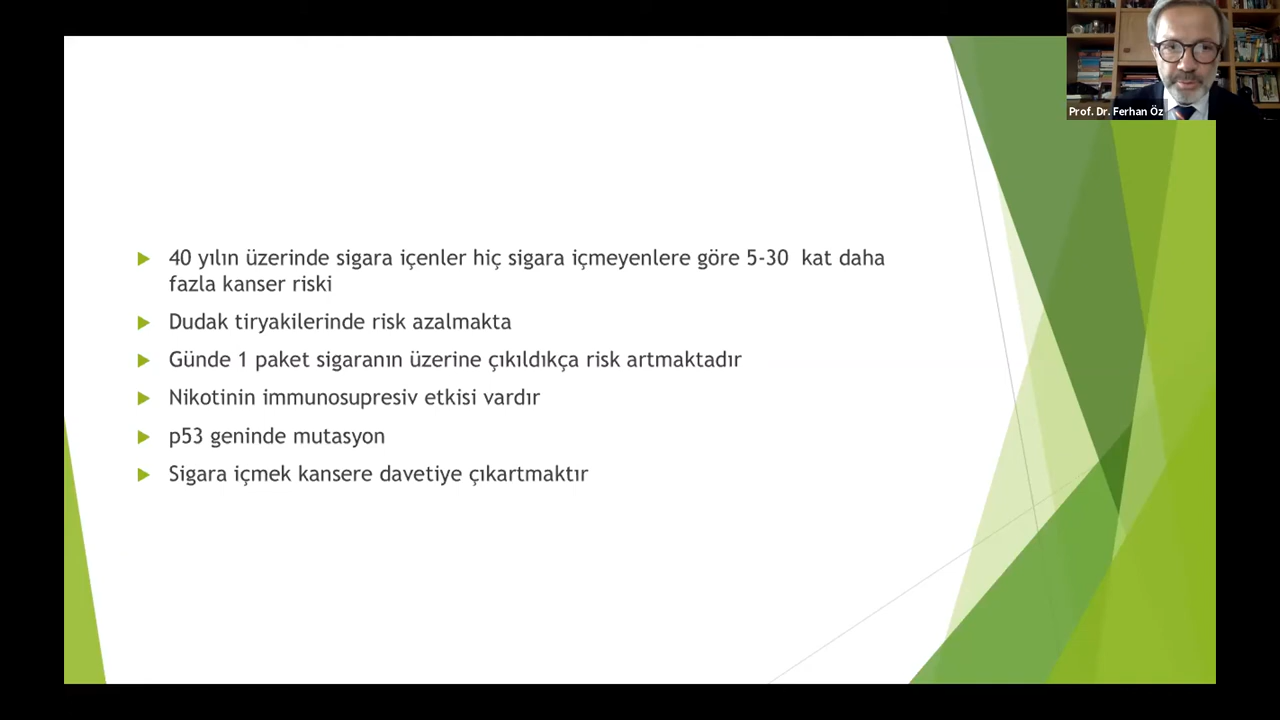 Prof. Dr. Ferhan Öz
40 yılın üzerinde sigara içenler hiç sigara içmeyenlere göre 5-30 kat daha
fazla kanser riski
Dudak tiryakilerinde risk azalmakta
Günde 1 paket sigaranın üzerine çıkıldıkça risk artmaktadır
Nikotinin immunosupresiv etkisi vardır
p53 geninde mutasyon
Sigara içmek kansere davetiye çıkartmaktır